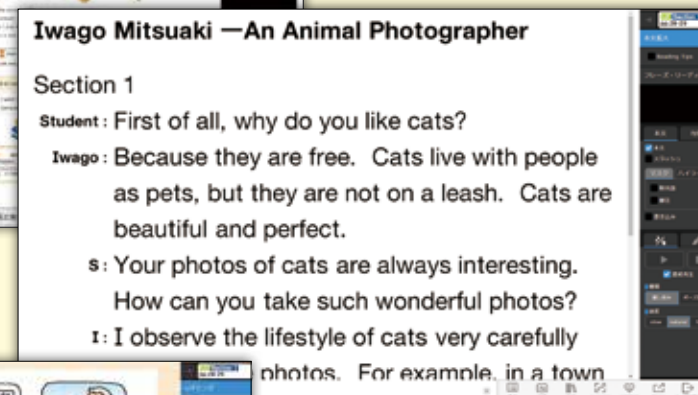 Iwago Mitsuaki —An Animal Photographer
Section 1
Student : First of all, why do you like cats?
Iwago : Because they are free. Cats live with people
as pets, but they are not on a leash. Cats are
beautiful and perfect.
S : Your photos of cats are always interesting.
How can you take such wonderful photos?
I : I observe the lifestyle of cats very carefully
photos. For example, in a town